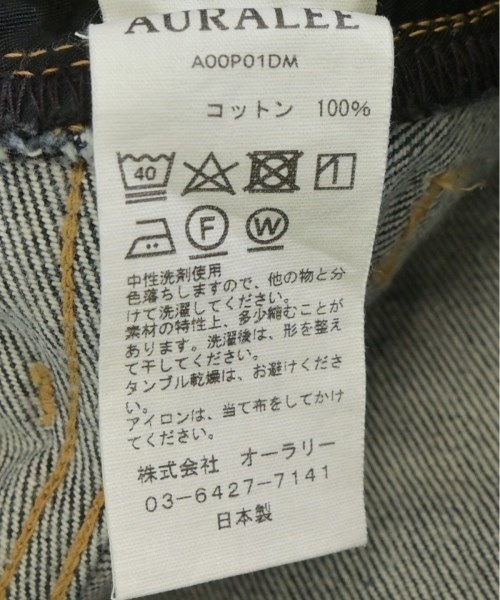 AURALEE
A00P01DM
コットン 100%
40
F
W
中性洗剤使用
色落ちしますので、他の物と分
けて洗濯してください。
素材の特性上、多少縮むことが
あります。洗濯後は、形を整え
て干してください。
タンブル乾燥は、お避けくださ
い。
アイロンは、当て布をしてかけ
てください。
株式会社 オーラリー
03-6427-7141
日本製